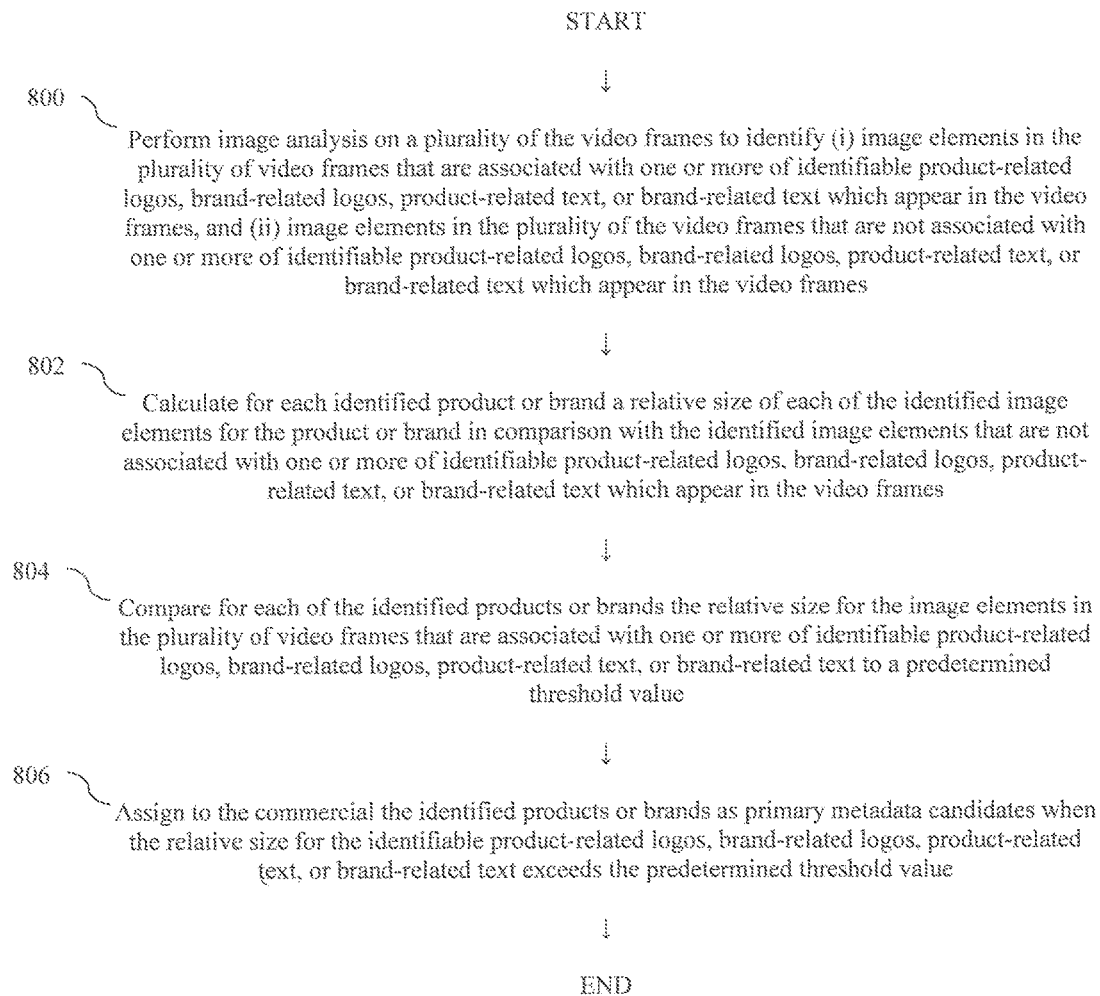 START
↓
800
Perform image analysis on a plurality of the video frames to identify (i) image elements in the
plurality of video frames that are associated with one or more of identifiable product-related
logos, brand-related logos, product-related text, or brand-related text which appear in the video
frames, and (ii) image elements in the plurality of the video frames that are not associated with
one or more of identifiable product-related logos, brand-related logos, product-related text, or
brand-related text which appear in the video frames
↓
802
Calculate for each identified product or brand a relative size of each of the identified image
elements for the product or brand in comparison with the identified image elements that are not
associated with one or more of identifiable product-related logos, brand-related logos, product-
related text, or brand-related text which appear in the video frames
↓
804
Compare for each of the identified products or brands the relative size for the image elements in
the plurality of video frames that are associated with one or more of identifiable product-related
logos, brand-related logos, product-related text, or brand-related text to a predetermined
threshold value
↓
806
Assign to the commercial the identified products or brands as primary metadata candidates when
the relative size for the identifiable product-related logos, brand-related logos, product-related
text, or brand-related text exceeds the predetermined threshold value
↓
END